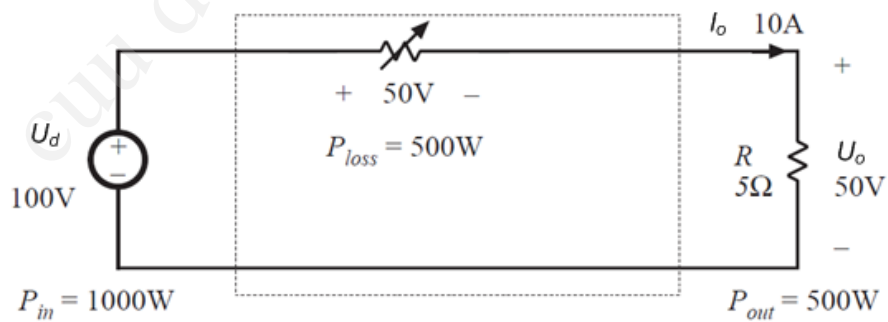 I_o 10A
+ 50V –
P_loss = 500W
U_d
+
–
100V
R
5Ω
+
U_o
50V
–
P_in = 1000W
P_out = 500W